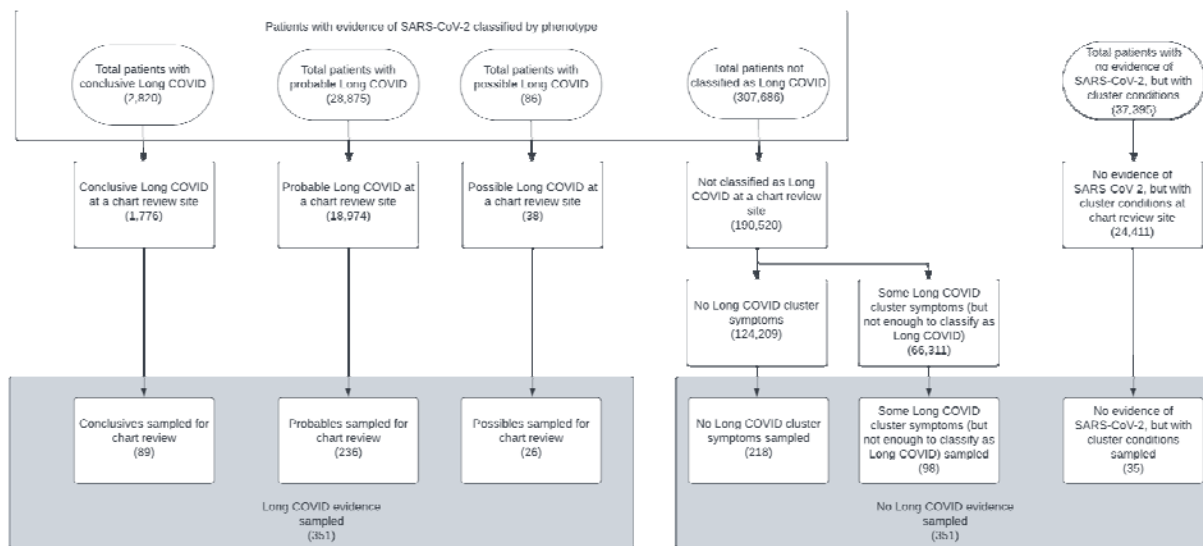 Patients with evidence of SARS-CoV-2 classified by phenotype
Total patients with
conclusive Long COVID
(2,820)
Total patients with
probable Long COVID
(28,875)
Total patients with
possible Long COVID
(86)
Total patients not
classified as Long COVID
(307,686)
Total patients with
no evidence of
SARS-CoV-2, but with
cluster conditions
(37,395)
Conclusive Long COVID
at a chart review site
(1,776)
Probable Long COVID at
a chart review site
(18,974)
Possible Long COVID at
a chart review site
(38)
Not classified as Long
COVID at a chart review
site
(190,520)
No evidence of
SARS CoV 2, but with
cluster conditions at
chart review site
(24,411)
No Long COVID cluster
symptoms
(124,209)
Some Long COVID
cluster symptoms (but
not enough to classify as
Long COVID)
(66,311)
Conclusives sampled for
chart review
(89)
Probables sampled for
chart review
(236)
Possibles sampled for
chart review
(26)
No Long COVID cluster
symptoms sampled
(218)
Some Long COVID
cluster symptoms (but
not enough to classify as
Long COVID) sampled
(98)
No evidence of
SARS-CoV-2, but with
cluster conditions
sampled
(35)
Long COVID evidence
sampled
(351)
No Long COVID evidence
sampled
(351)